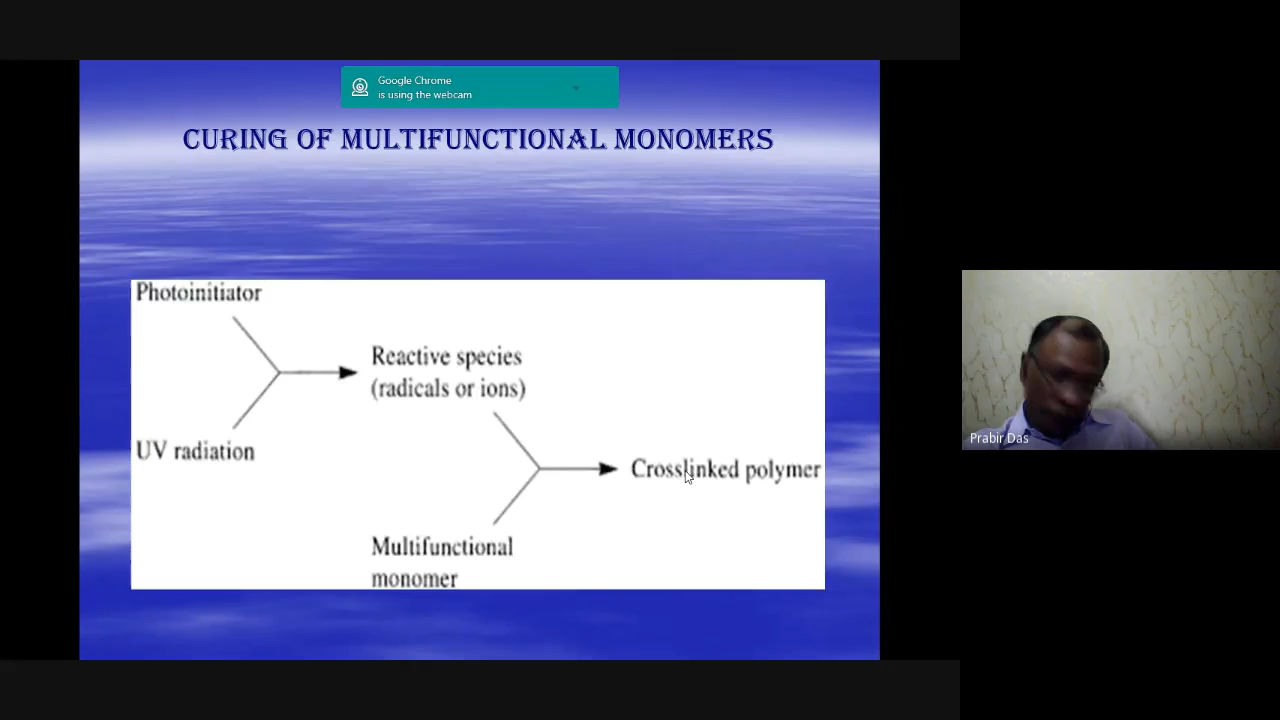 Google Chrome
is using the webcam
CURING OF MULTIFUNCTIONAL MONOMERS
Photoinitiator
Reactive species
(radicals or ions)
UV radiation
Crosslinked polymer
Multifunctional
monomer
Prabir Das